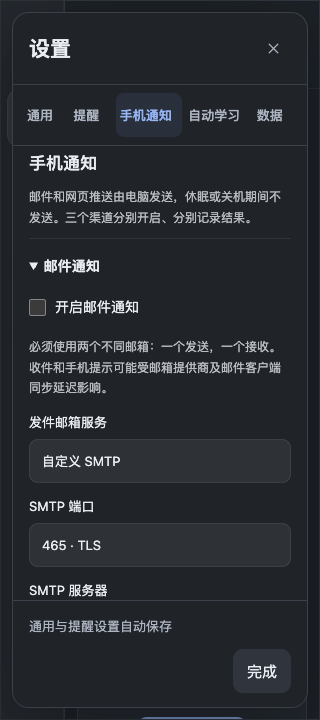 设置
通用 提醒 手机通知 自动学习 数据
手机通知
邮件和网页推送由电脑发送，休眠或关机期间不
发送。三个渠道分别开启、分别记录结果。
▼ 邮件通知
开启邮件通知
必须使用两个不同邮箱：一个发送，一个接收。
收件和手机提示可能受邮箱提供商及邮件客户端
同步延迟影响。
发件邮箱服务
自定义 SMTP
SMTP 端口
465 · TLS
SMTP 服务器
通用与提醒设置自动保存
完成